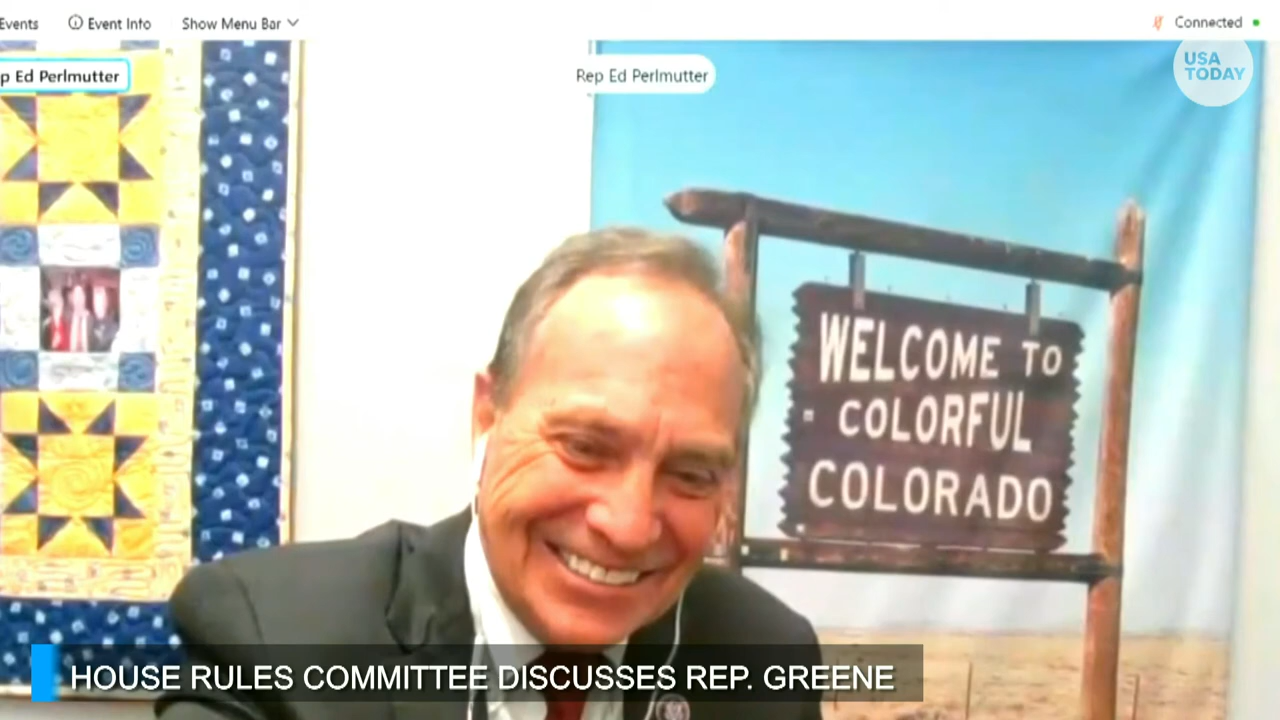 Events
Event Info
Show Menu Bar
Connected
USA
TODAY
p Ed Perlmutter
Rep Ed Perlmutter
WELCOME TO
COLORFUL
COLORADO
HOUSE RULES COMMITTEE DISCUSSES REP. GREENE